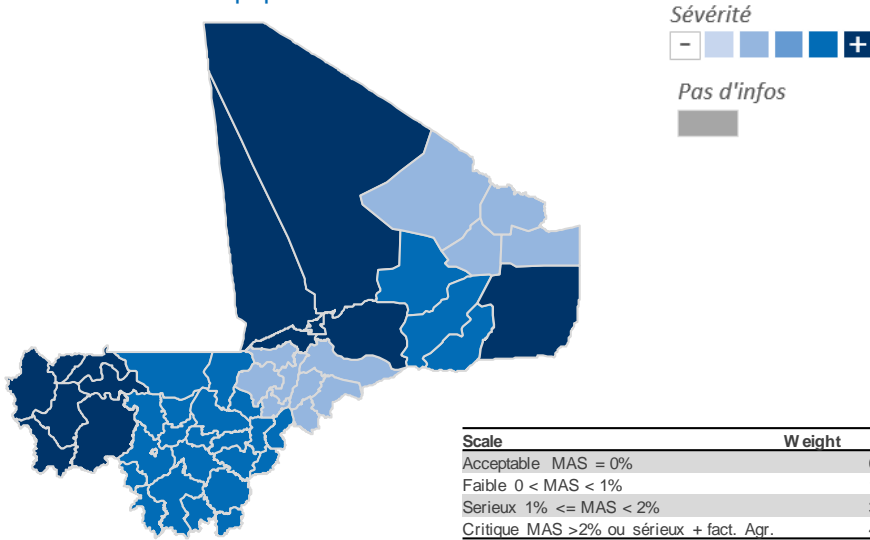 Sévérité
- +
Pas d'infos
Scale Weight
Acceptable MAS = 0%
Faible 0 < MAS < 1%
Serieux 1% <= MAS < 2%
Critique MAS >2% ou sérieux + fact. Agr.